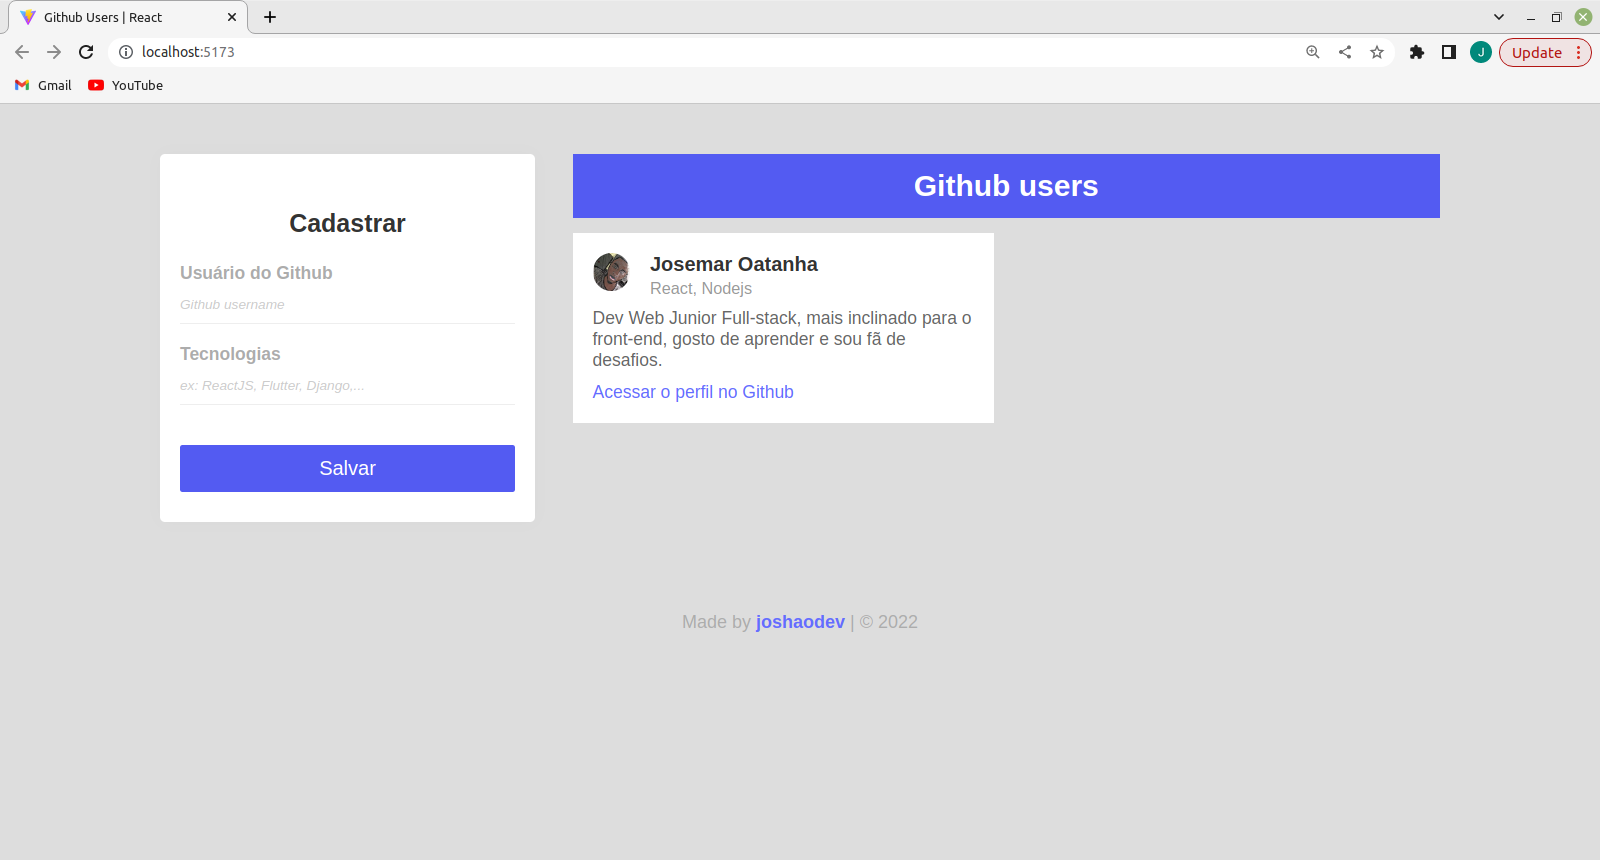 Github Users | React
localhost:5173
Update
J
Gmail
YouTube
Cadastrar
Usuário do Github
Github username
Tecnologias
ex: ReactJS, Flutter, Django,...
Salvar
Github users
Josemar Oatanha
React, Nodejs
Dev Web Junior Full-stack, mais inclinado para o
front-end, gosto de aprender e sou fã de
desafios.
Acessar o perfil no Github
Made by joshaodev | © 2022